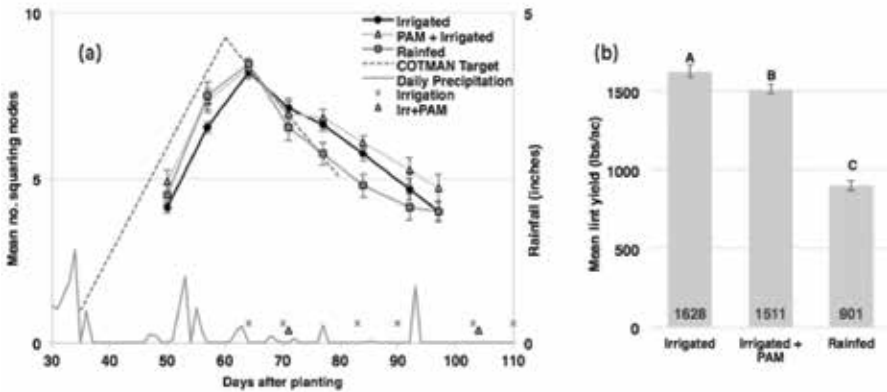 (a)
10
5
0
Mean no. squaring nodes
30 40 50 60 70 80 90 100 110
Days after planting
5
0
Rainfall (inches)
Irrigated
PAM + Irrigated
Rainfed
COTMAN Target
Daily Precipitation
Irrigation
Irr+PAM
(b)
1500
1000
500
0
Mean lint yield (lbs/ac)
A
B
C
1628 1511 901
Irrigated Irrigated + PAM Rainfed